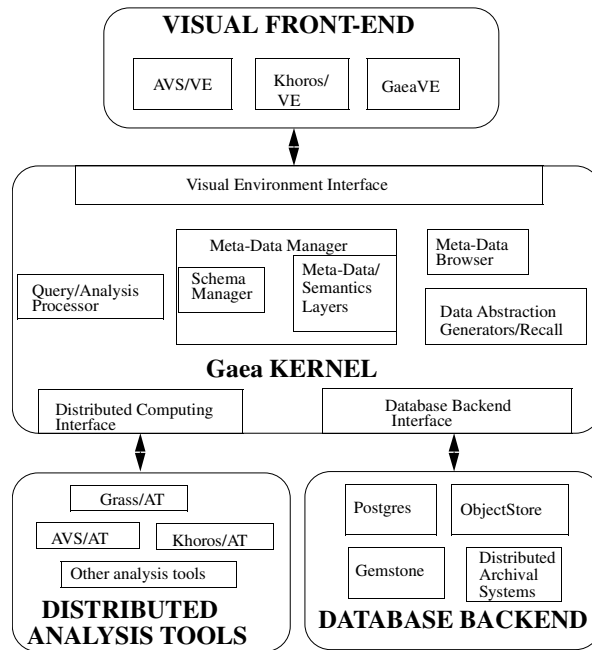 VISUAL FRONT-END
AVS/VE
Khoros/
VE
GaeaVE
Visual Environment Interface
Meta-Data Manager
Meta-Data
Browser
Query/Analysis
Processor
Schema
Manager
Meta-Data/
Semantics
Layers
Data Abstraction
Generators/Recall
Gaea KERNEL
Distributed Computing
Interface
Database Backend
Interface
Grass/AT
AVS/AT
Khoros/AT
Other analysis tools
DISTRIBUTED
ANALYSIS TOOLS
Postgres
ObjectStore
Gemstone
Distributed
Archival
Systems
DATABASE BACKEND